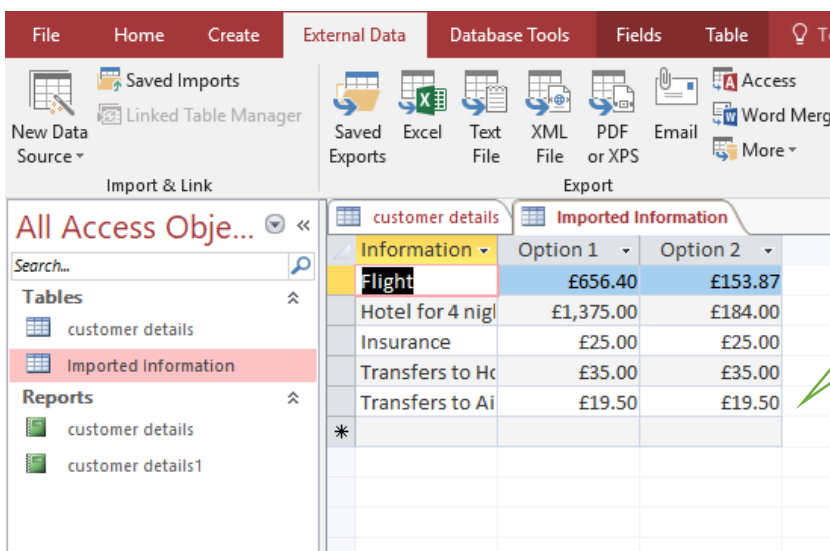 File Home Create External Data Database Tools Fields Table
Saved Imports
Linked Table Manager
New Data
Source
Import & Link
Saved
Exports
Excel
Text
File
XML
File
PDF
or XPS
Email
Access
Word Merg
More
Export
All Access Obje...
Search...
Tables
customer details
Imported Information
Reports
customer details
customer details1
customer details Imported Information
Information Option 1 Option 2
Flight £656.40 £153.87
Hotel for 4 nigl £1,375.00 £184.00
Insurance £25.00 £25.00
Transfers to Ho £35.00 £35.00
Transfers to Ai £19.50 £19.50